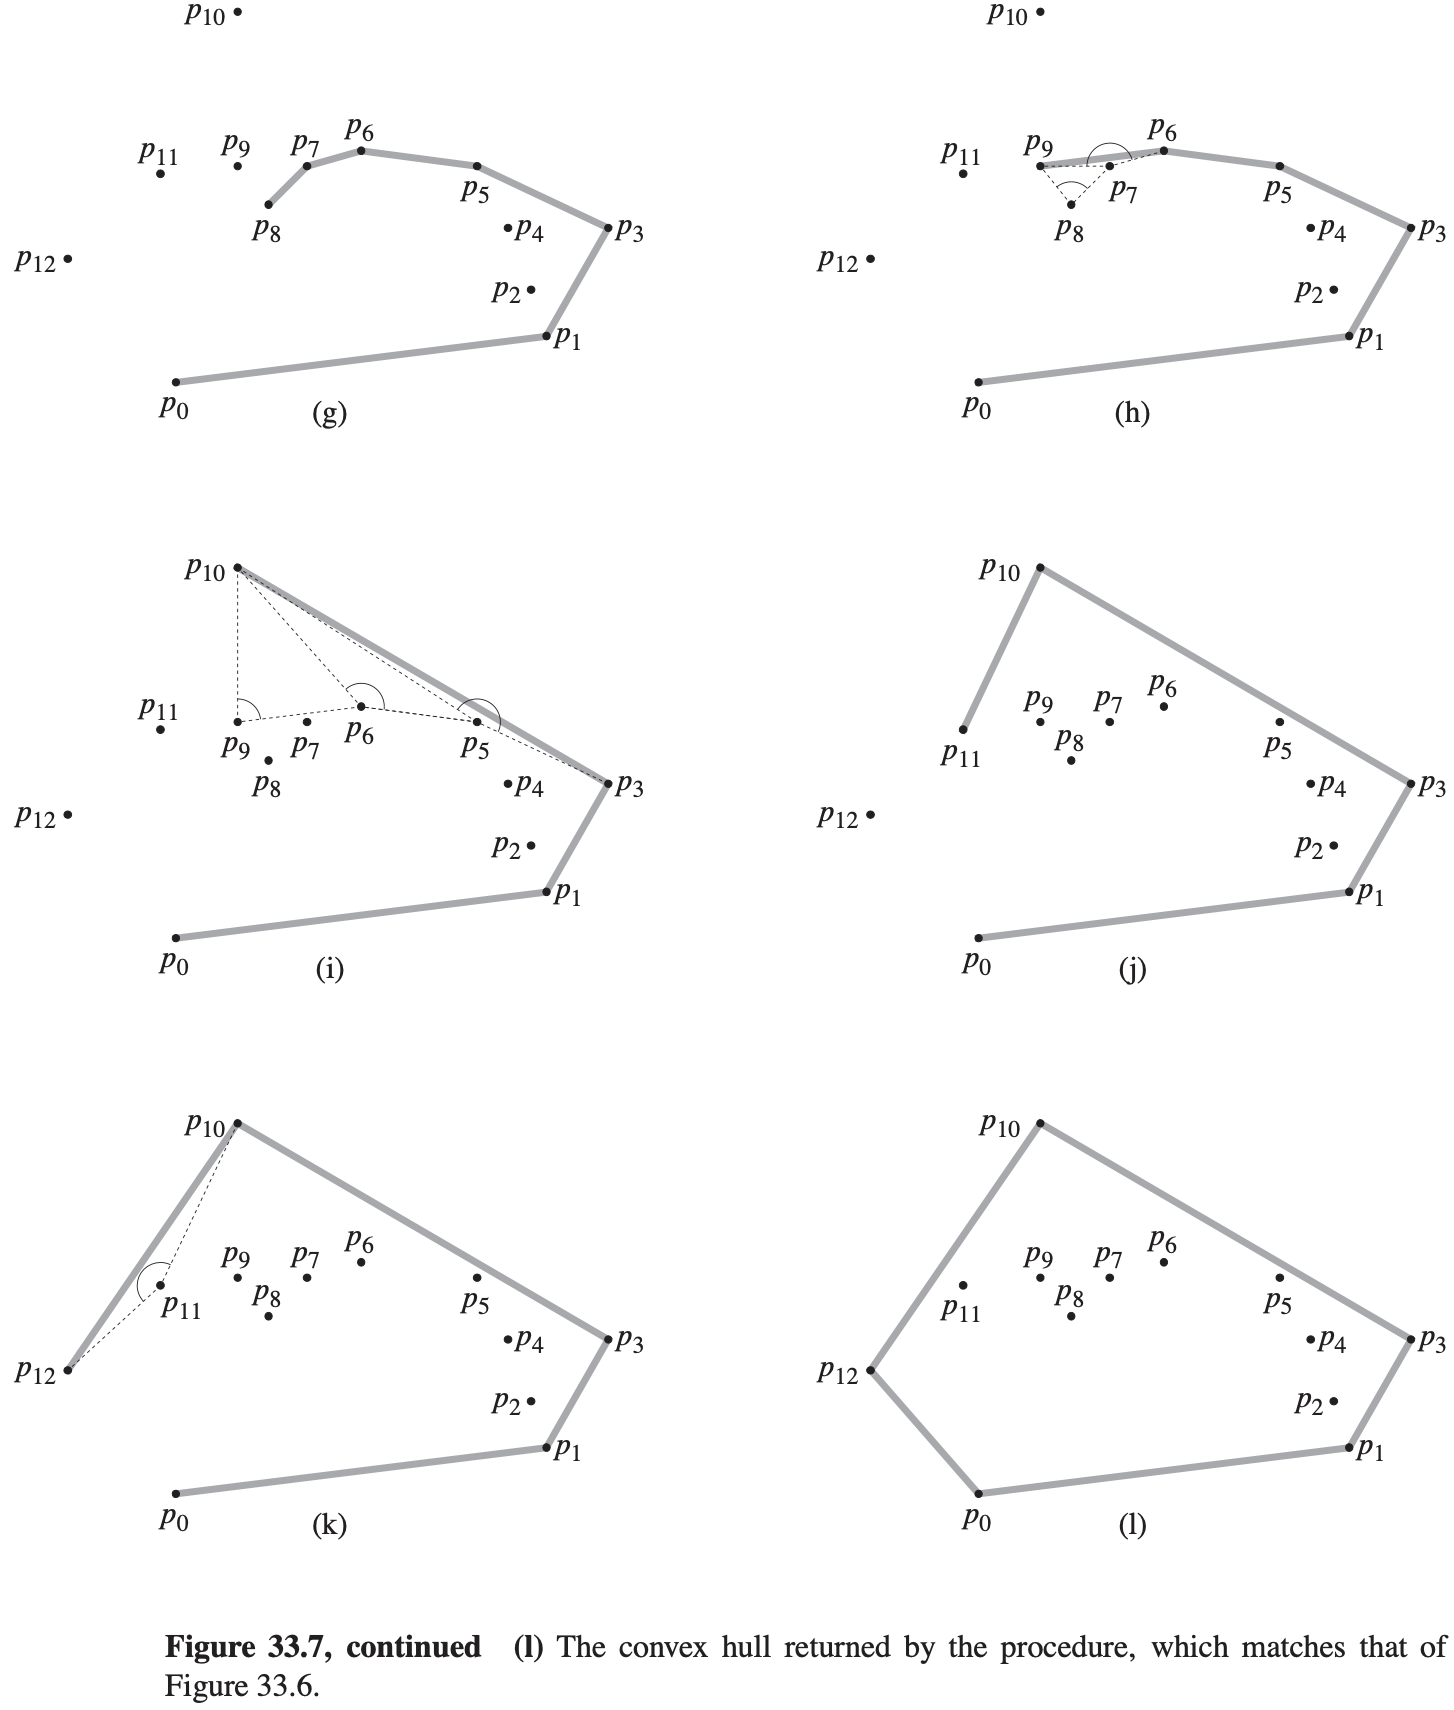 p10 p10
p6 p6
p11 p9 p7 p11 p9
p5 p7 p5
p8 p4 p3 p8 p4 p3
p12 p12
p2 p2
p1 p1
p0 p0
(g) (h)
p10 p10
p11 p6
p9 p7
p9 p8 p7 p6 p5 p11 p8 p5
p4 p3 p4 p3
p12 p12
p2 p2
p1 p1
p0 p0
(i) (j)
p10 p10
p9 p7 p6 p9 p7 p6
p11 p8 p5 p11 p8 p5
p4 p3 p4 p3
p12 p12
p2 p2
p1 p1
p0 p0
(k) (l)
Figure 33.7, continued (l) The convex hull returned by the procedure, which matches that of
Figure 33.6.